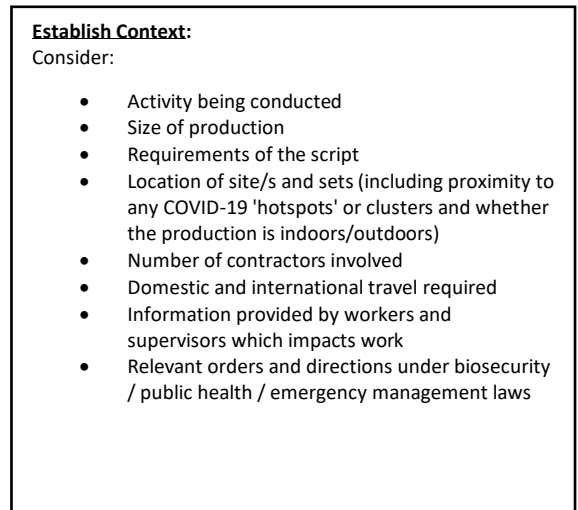 Establish Context:
Consider:
• Activity being conducted
• Size of production
• Requirements of the script
• Location of site/s and sets (including proximity to
any COVID-19 'hotspots' or clusters and whether
the production is indoors/outdoors)
• Number of contractors involved
• Domestic and international travel required
• Information provided by workers and
supervisors which impacts work
• Relevant orders and directions under biosecurity
/ public health / emergency management laws